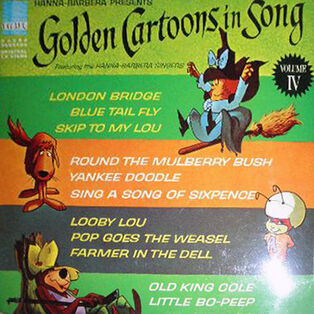 HANNA-BARBERA PRESENTS
Golden Cartoons in Song
Featuring the HANNA-BARBERA SINGERS
VOLUME
IV
LONDON BRIDGE
BLUE TAIL FLY
SKIP TO MY LOU
ROUND THE MULBERRY BUSH
YANKEE DOODLE
SING A SONG OF SIXPENCE
LOOBY LOU
POP GOES THE WEASEL
FARMER IN THE DELL
OLD KING COLE
LITTLE BO-PEEP